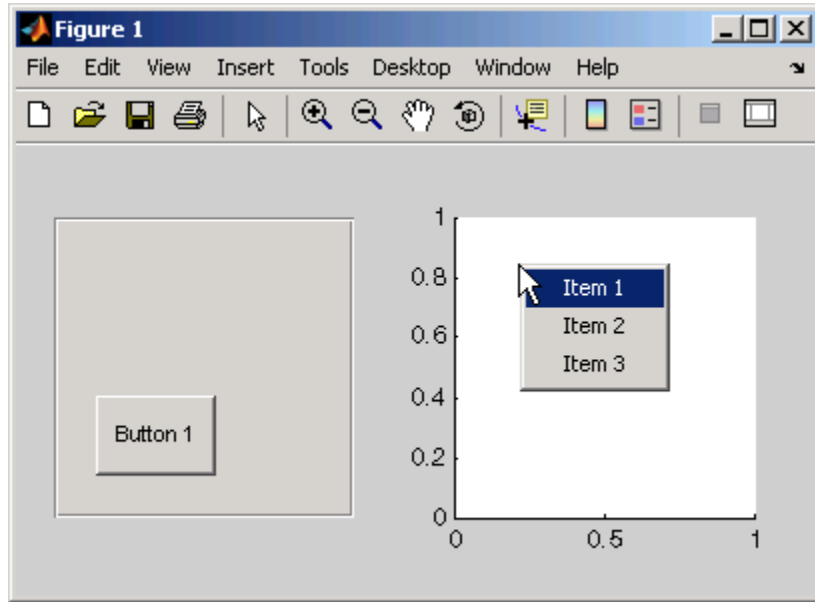 Figure 1
File Edit View Insert Tools Desktop Window Help
Button 1
1
0.8
0.6
0.4
0.2
0
Item 1
Item 2
Item 3
0 0.5 1